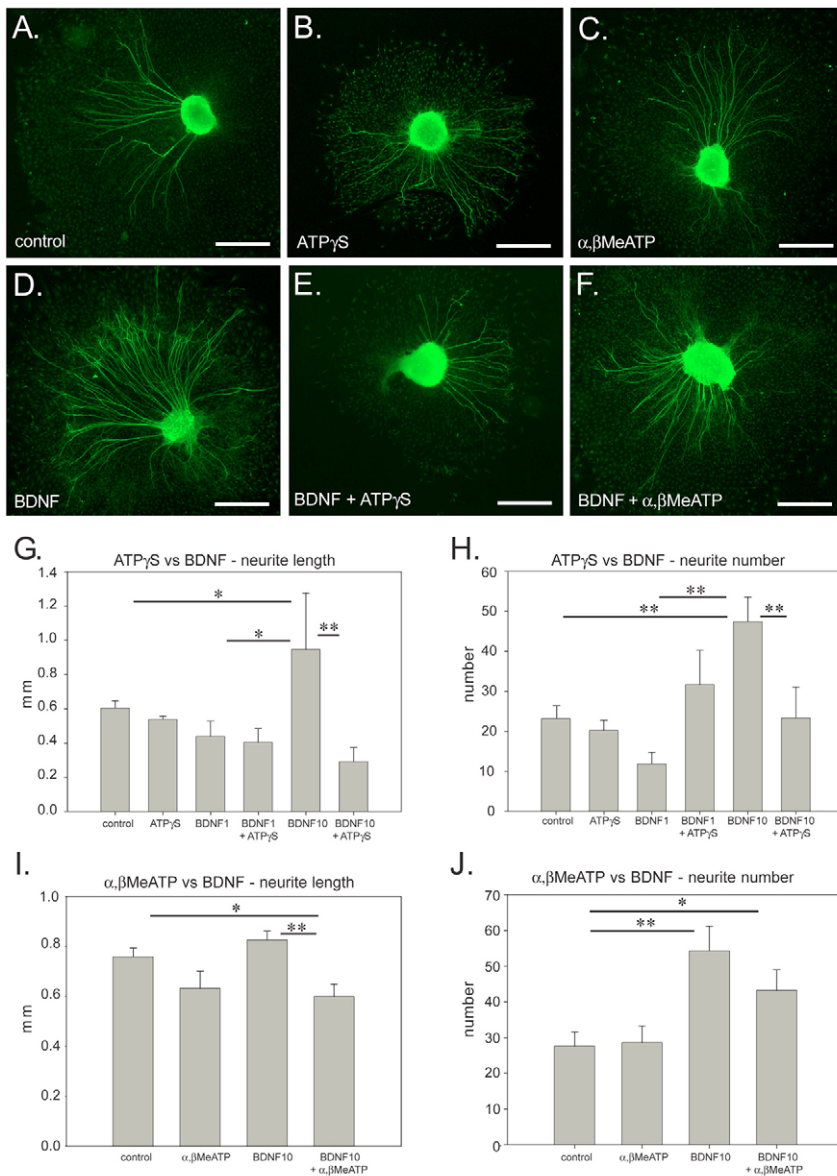 A.
control
B.
ATPγS
C.
α,βMeATP
D.
BDNF
E.
BDNF + ATPγS
F.
BDNF + α,βMeATP
G.
ATPγS vs BDNF - neurite length
1.4
1.2
1.0
0.8
0.6
0.4
0.2
0.0
mm
*
*
**
control
ATPγS
BDNF1
BDNF1
+ ATPγS
BDNF10
BDNF10
+ ATPγS
H.
ATPγS vs BDNF - neurite number
60
50
40
30
20
10
0
number
**
**
**
control
ATPγS
BDNF1
BDNF1
+ ATPγS
BDNF10
BDNF10
+ ATPγS
I.
α,βMeATP vs BDNF - neurite length
1.0
0.8
0.6
0.4
0.2
0.0
mm
*
**
control
α,βMeATP
BDNF10
BDNF10
+ α,βMeATP
J.
α,βMeATP vs BDNF - neurite number
70
60
50
40
30
20
10
0
number
*
**
control
α,βMeATP
BDNF10
BDNF10
+ α,βMeATP